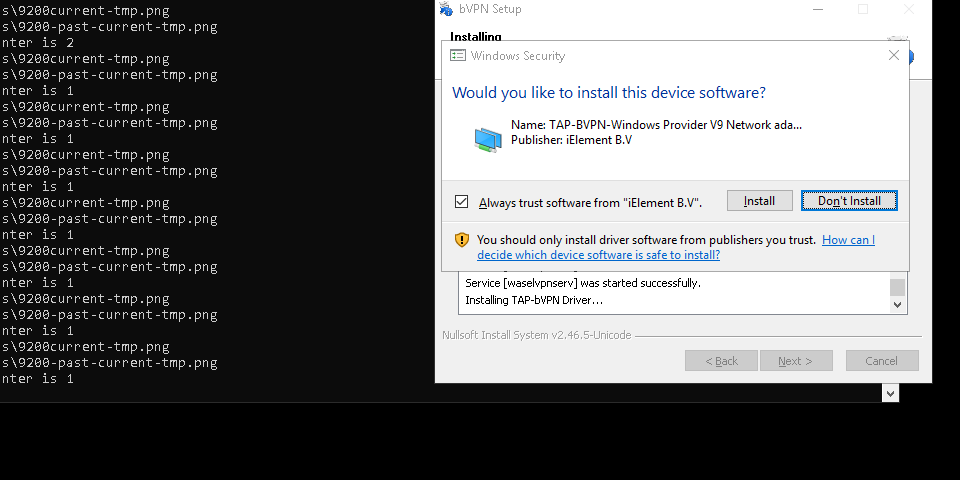 s\9200current-tmp.png
s\9200-past-current-tmp.png
nter is 2
s\9200current-tmp.png
s\9200-past-current-tmp.png
nter is 1
s\9200current-tmp.png
s\9200-past-current-tmp.png
nter is 1
s\9200current-tmp.png
s\9200-past-current-tmp.png
nter is 1
s\9200current-tmp.png
s\9200-past-current-tmp.png
nter is 1
s\9200current-tmp.png
s\9200-past-current-tmp.png
nter is 1
s\9200current-tmp.png
s\9200-past-current-tmp.png
nter is 1
s\9200current-tmp.png
s\9200-past-current-tmp.png
nter is 1
bVPN Setup
Installing
Windows Security
Would you like to install this device software?
Name: TAP-BVPN-Windows Provider V9 Network ada...
Publisher: iElement B.V
Always trust software from "iElement B.V".
Install
Don't Install
You should only install driver software from publishers you trust. How can I
decide which device software is safe to install?
Service [waselvpnserv] was started successfully.
Installing TAP-bVPN Driver...
Nullsoft Install System v2.46.5-Unicode
< Back
Next >
Cancel